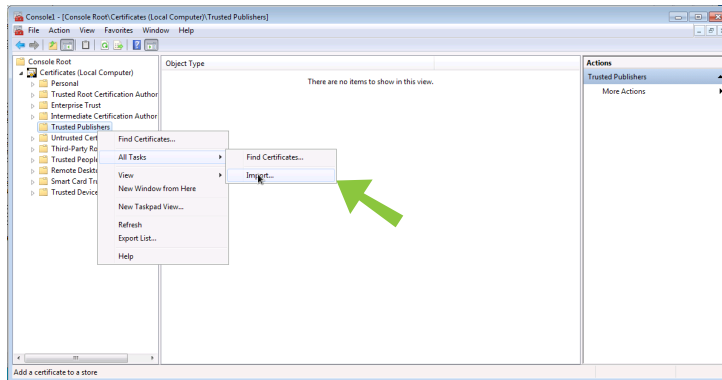 Console1 - [Console Root\Certificates (Local Computer)\Trusted Publishers]
File Action View Favorites Window Help
Console Root
Certificates (Local Computer)
Personal
Trusted Root Certification Author
Enterprise Trust
Intermediate Certification Author
Trusted Publishers
Untrusted Cert
Third-Party Ro
Trusted People
Remote Deskto
Smart Card Tru
Trusted Device
Object Type
There are no items to show in this view.
Find Certificates...
All Tasks
View
New Window from Here
New Taskpad View...
Refresh
Export List...
Help
Find Certificates...
Import...
Actions
Trusted Publishers
More Actions
Add a certificate to a store